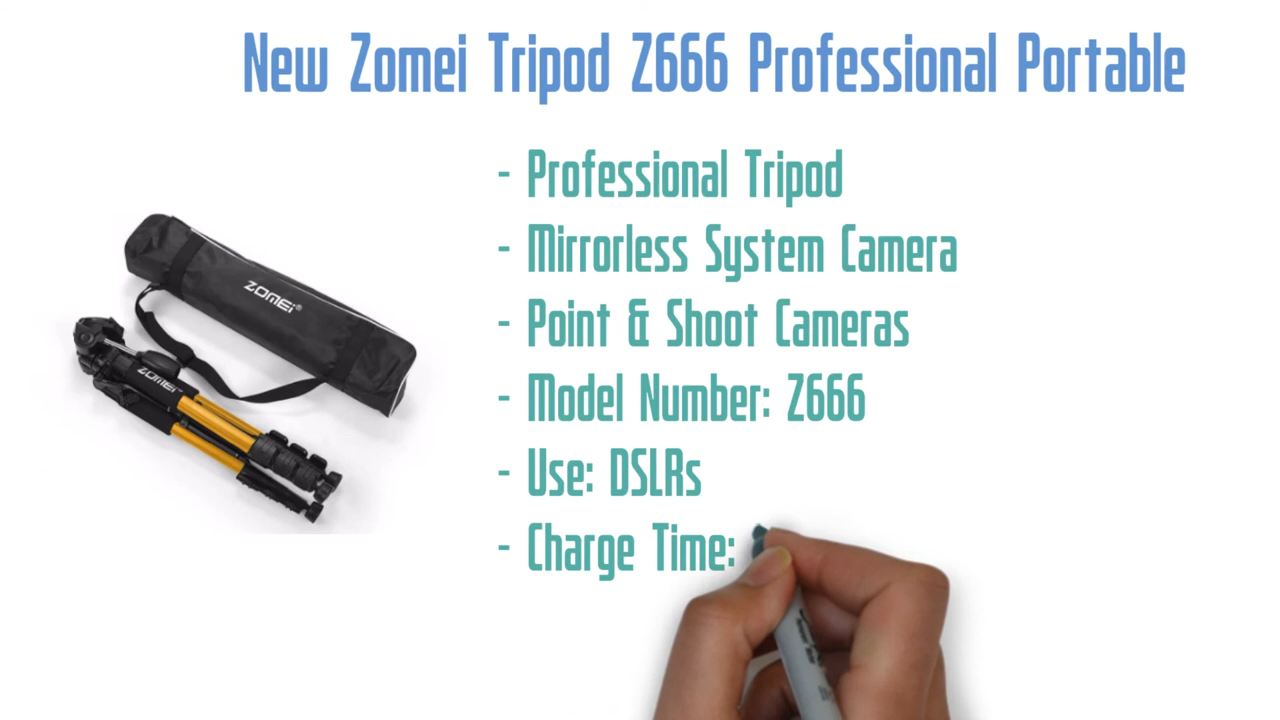 New Zomei Tripod Z666 Professional Portable
- Professional Tripod
- Mirrorless System Camera
- Point & Shoot Cameras
- Model Number: Z666
- Use: DSLRs
- Charge Time:
ZOMEi®
ZOMEi